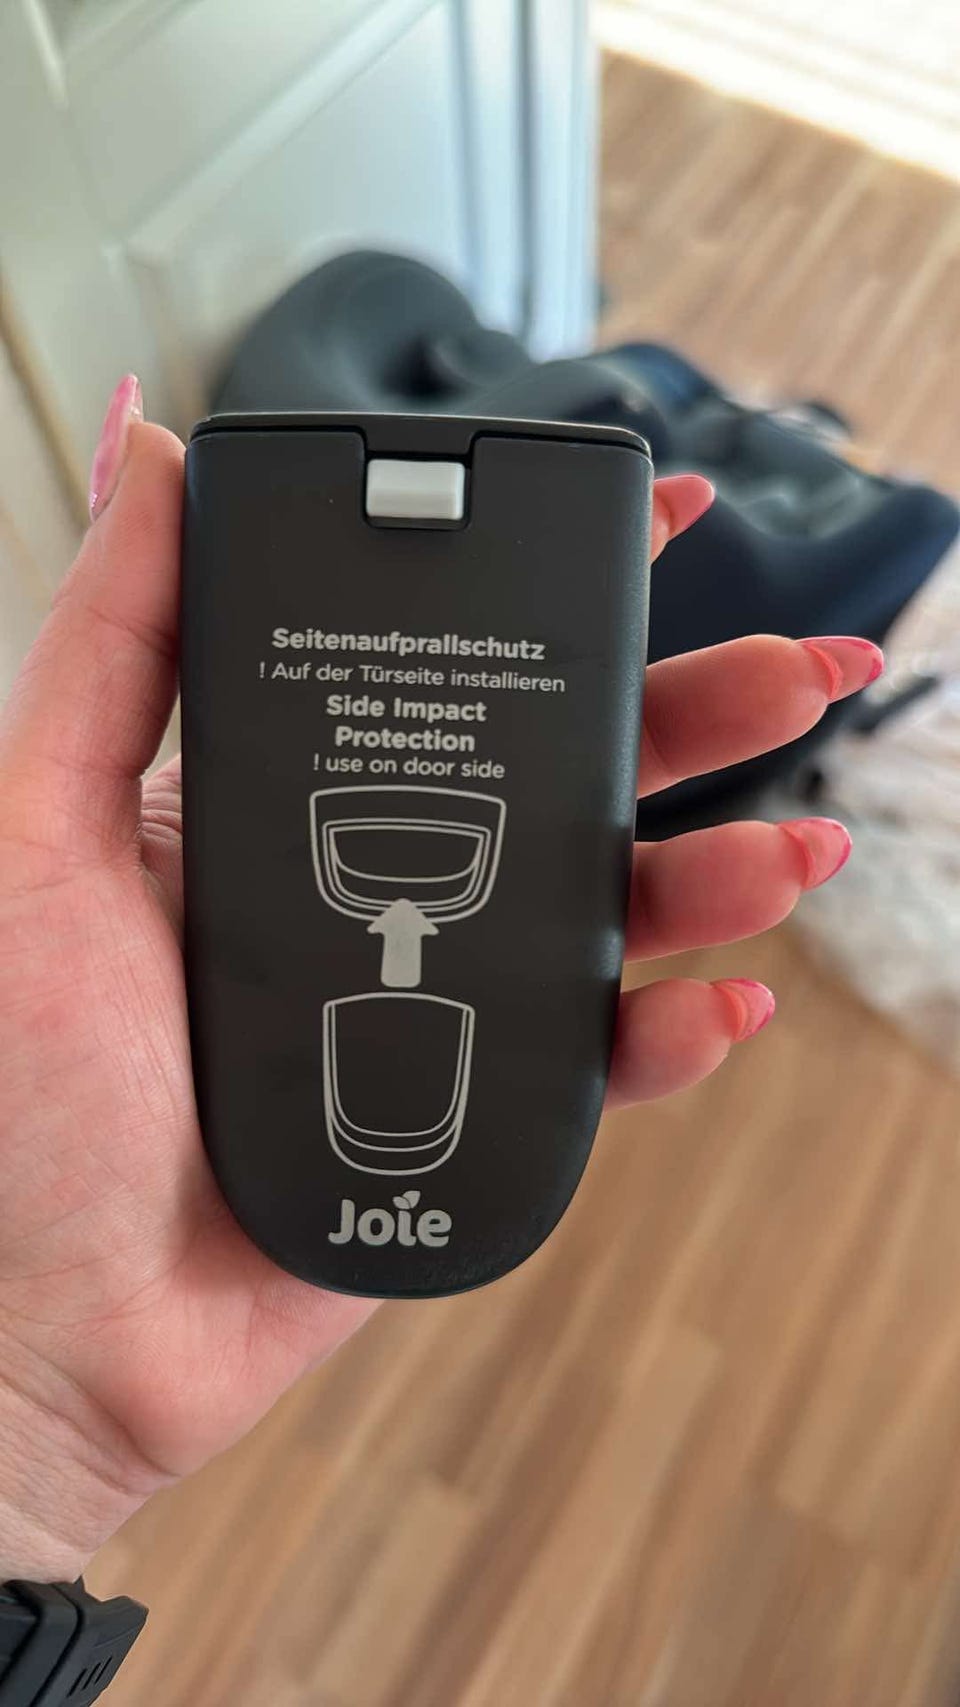 Seitenaufprallschutz
! Auf der Türseite installieren
Side Impact
Protection
! use on door side
Joie